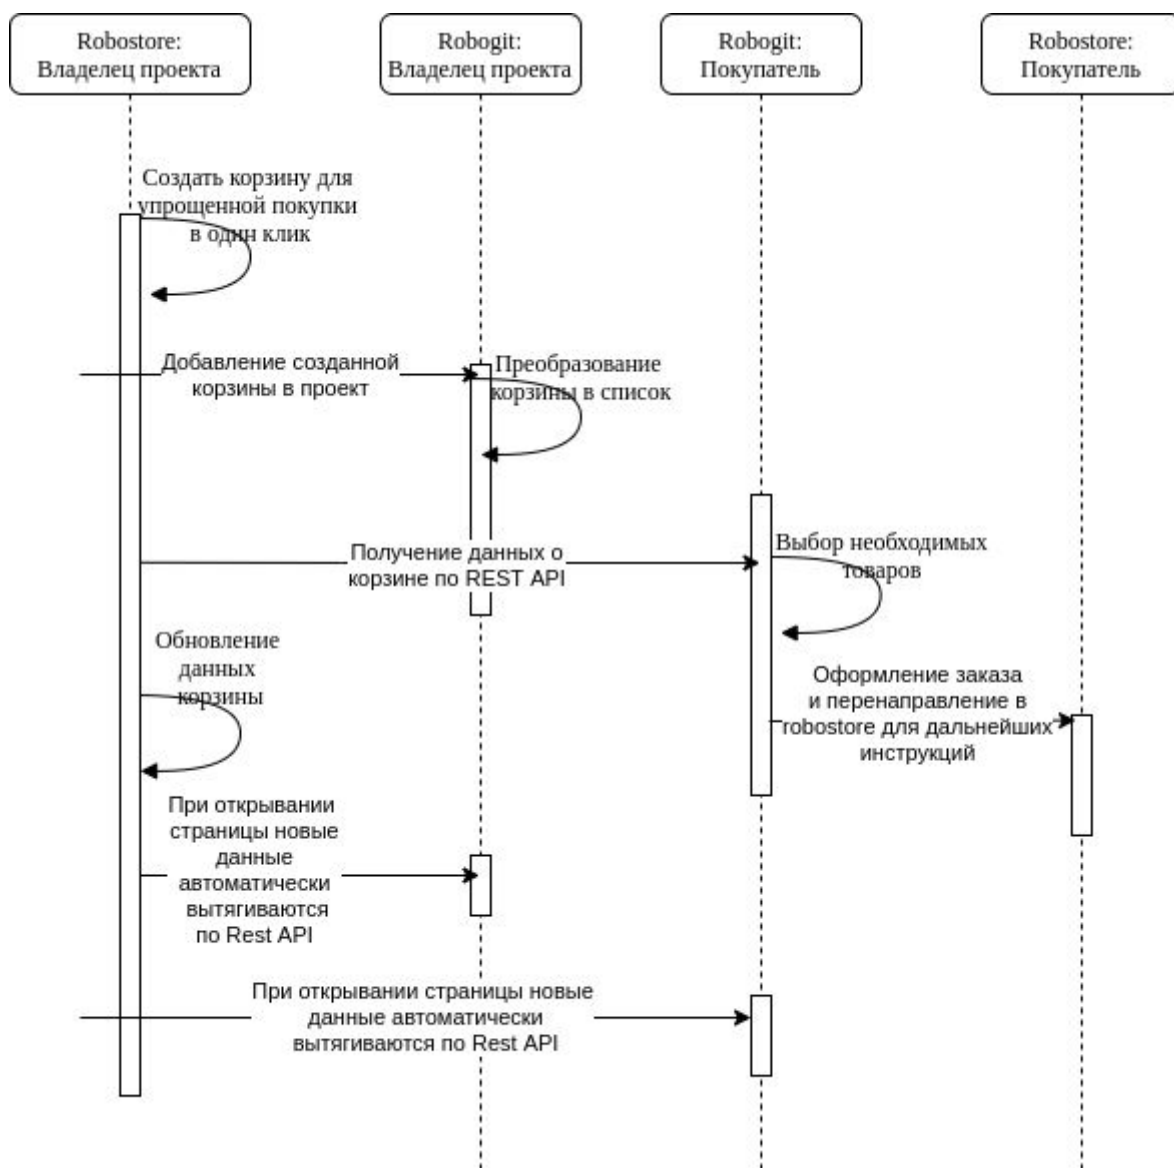 Robostore:
Владелец проекта
Robogit:
Владелец проекта
Robogit:
Покупатель
Robostore:
Покупатель
Создать корзину для
упрощенной покупки
в один клик
Добавление созданной
корзины в проект
Преобразование
корзины в список
Получение данных о
корзине по REST API
Выбор необходимых
товаров
Обновление
данных
корзины
Оформление заказа
и перенаправление в
robostore для дальнейших
инструкций
При открывании
страницы новые
данные
автоматически
вытягиваются
по Rest API
При открывании страницы новые
данные автоматически
вытягиваются по Rest API